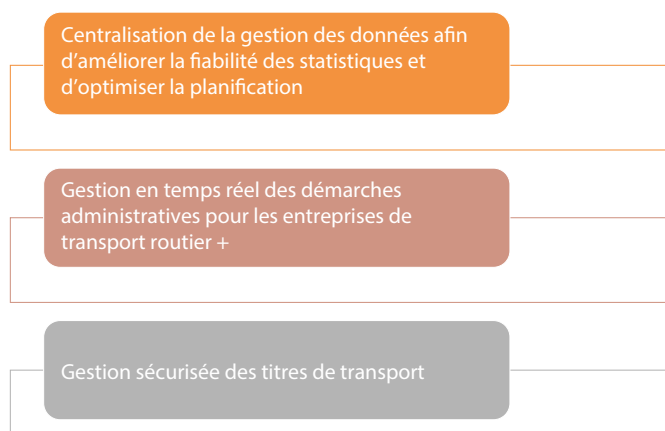 Centralisation de la gestion des données afin
d’améliorer la fiabilité des statistiques et
d’optimiser la planification
Gestion en temps réel des démarches
administratives pour les entreprises de
transport routier +
Gestion sécurisée des titres de transport